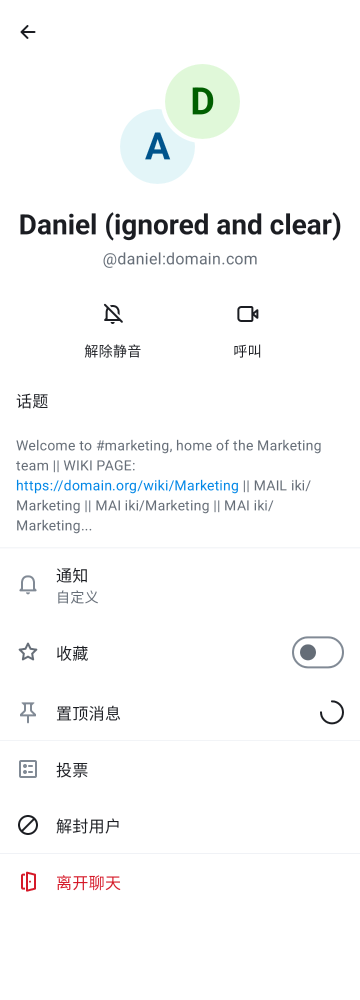 D
A
Daniel (ignored and clear)
@daniel:domain.com
解除静音
呼叫
话题
Welcome to #marketing, home of the Marketing
team || WIKI PAGE:
https://domain.org/wiki/Marketing || MAIL iki/
Marketing || MAI iki/Marketing || MAI iki/
Marketing...
通知
自定义
收藏
置顶消息
投票
解封用户
离开聊天